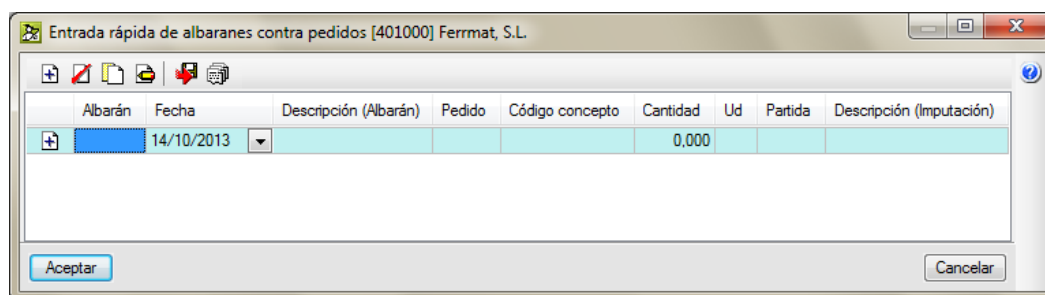 Entrada rápida de albaranes contra pedidos [401000] Ferrmat, S.L.
Albarán Fecha Descripción (Albarán) Pedido Código concepto Cantidad Ud Partida Descripción (Imputación)
14/10/2013 0,000
Aceptar Cancelar